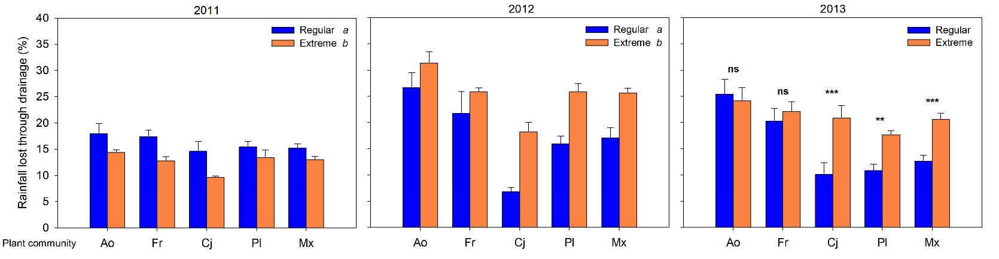 2011
2012
2013
Rainfall lost through drainage (%)
40
35
30
25
20
15
10
5
0
Regular a
Extreme b
Regular a
Extreme b
Regular
Extreme
ns
ns
***
**
***
Plant community
Ao Fr Cj Pl Mx
Ao Fr Cj Pl Mx
Ao Fr Cj Pl Mx